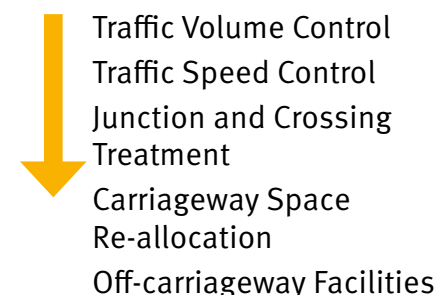 Traffic Volume Control
Traffic Speed Control
Junction and Crossing
Treatment
Carriageway Space
Re-allocation
Off-carriageway Facilities